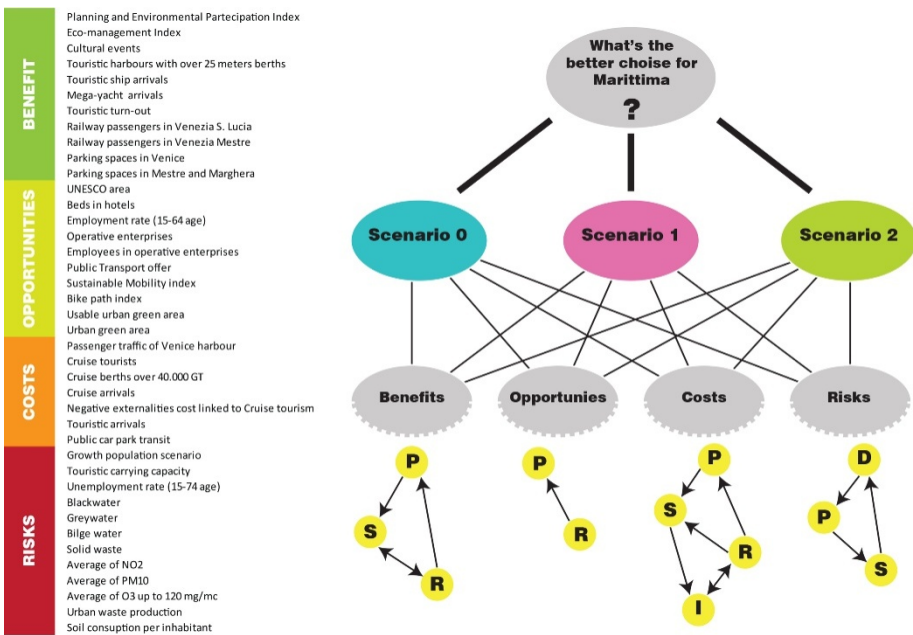 BENEFIT
Planning and Environmental Partecipation Index
Eco-management Index
Cultural events
Touristic harbours with over 25 meters berths
Touristic ship arrivals
Mega-yacht arrivals
Touristic turn-out
Railway passengers in Venezia S. Lucia
Railway passengers in Venezia Mestre
Parking spaces in Venice
Parking spaces in Mestre and Marghera
OPPORTUNITIES
UNESCO area
Beds in hotels
Employment rate (15-64 age)
Operative enterprises
Employees in operative enterprises
Public Transport offer
Sustainable Mobility index
Bike path index
Usable urban green area
Urban green area
COSTS
Passenger traffic of Venice harbour
Cruise tourists
Cruise berths over 40.000 GT
Cruise arrivals
Negative externalities cost linked to Cruise tourism
Touristic arrivals
Public car park transit
RISKS
Growth population scenario
Touristic carrying capacity
Unemployment rate (15-74 age)
Blackwater
Greywater
Bilge water
Solid waste
Average of NO2
Average of PM10
Average of O3 up to 120 mg/mc
Urban waste production
Soil consuption per inhabitant
What's the
better choise for
Marittima
?
Scenario 0
Scenario 1
Scenario 2
Benefits
Opportunies
Costs
Risks
P
S
R
P
R
P
S
R
I
D
P
S